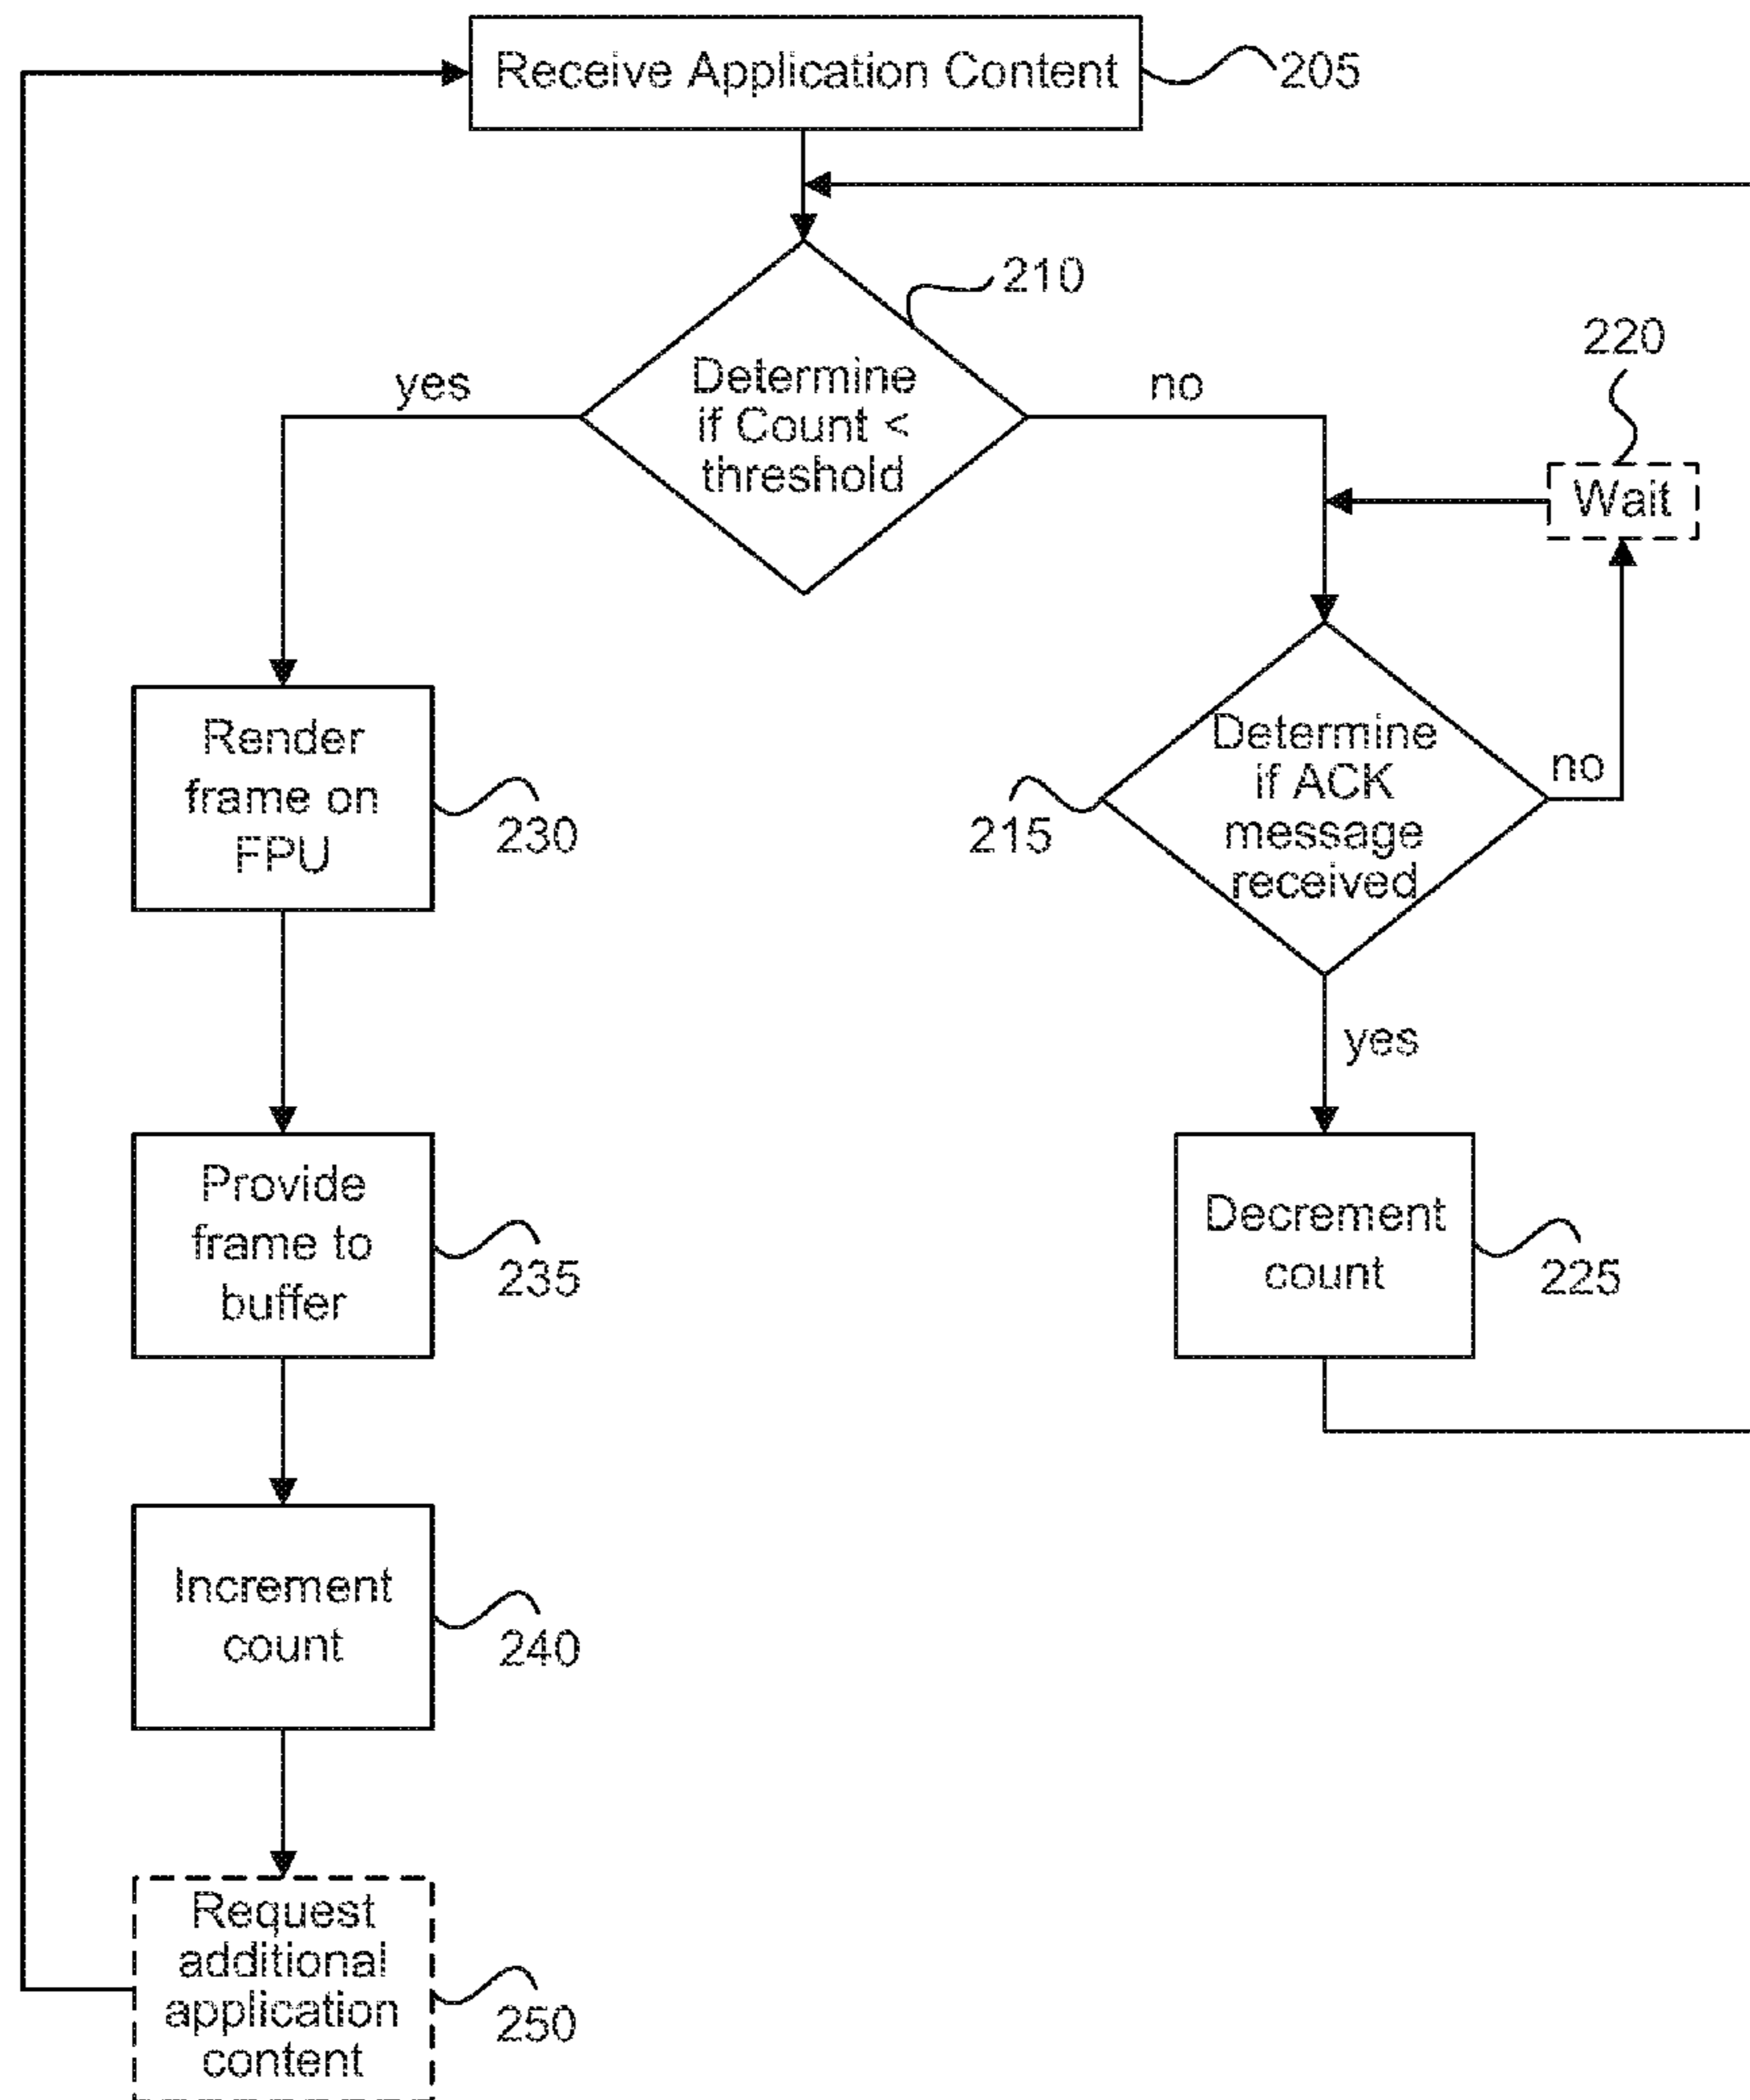 Receive Application Content
205
210
Determine
if Count <
threshold
yes
no
220
Wait
Render
frame on
FPU
230
Determine
if ACK
message
received
215
no
yes
Provide
frame to
buffer
235
Decrement
count
225
Increment
count
240
Request
additional
application
content
250